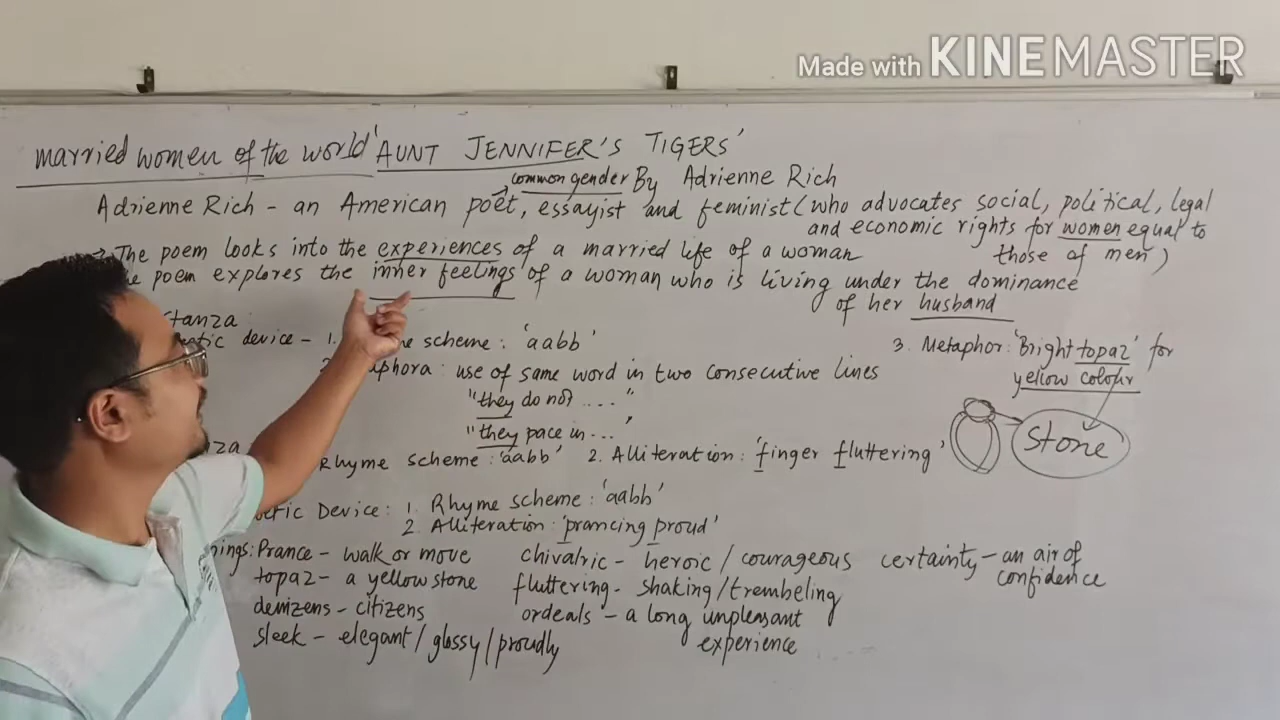 Made with KINEMASTER
married women of the world 'AUNT JENNIFER'S TIGERS'
common gender By Adrienne Rich
Adrienne Rich - an American poet, essayist and feminist (who advocates social, political, legal
and economic rights for women equal to
those of men)
→ The poem looks into the experiences of a married life of a woman
poem explores the inner feelings of a woman who is living under the dominance
of her husband
Stanza
device - 1. scheme : 'aabb'
3. Metaphor: 'Bright topaz' for
yellow colour
: use of same word in two consecutive lines
"they do not ...."
"they pace in...'
stone
Rhyme scheme : 'aabb' 2. Alliteration : 'finger fluttering'
Device : 1. Rhyme scheme : 'aabb'
2. Alliteration : 'prancing proud'
: Prance - walk or move chivalric - heroic / courageous certainty - an air of
confidence
topaz - a yellow stone fluttering - shaking / trembeling
denizens - citizens ordeals - a long unpleasant
experience
sleek - elegant / glossy / proudly